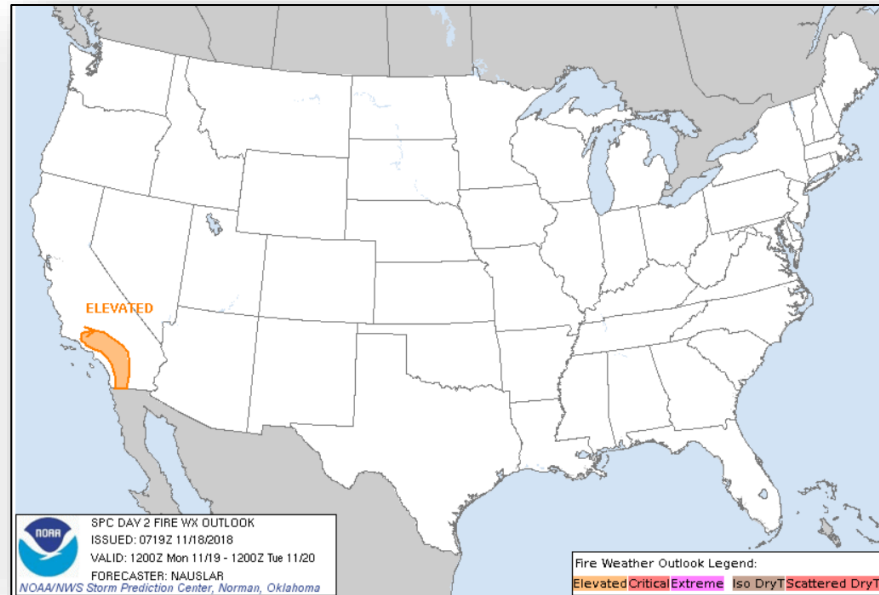 ELEVATED
NOAA
SPC DAY 2 FIRE WX OUTLOOK
ISSUED: 0719Z 11/18/2018
VALID: 1200Z Mon 11/19 - 1200Z Tue 11/20
FORECASTER: NAUSLAR
NOAA/NWS Storm Prediction Center, Norman, Oklahoma
Fire Weather Outlook Legend:
Elevated Critical Extreme Iso DryT Scattered DryT